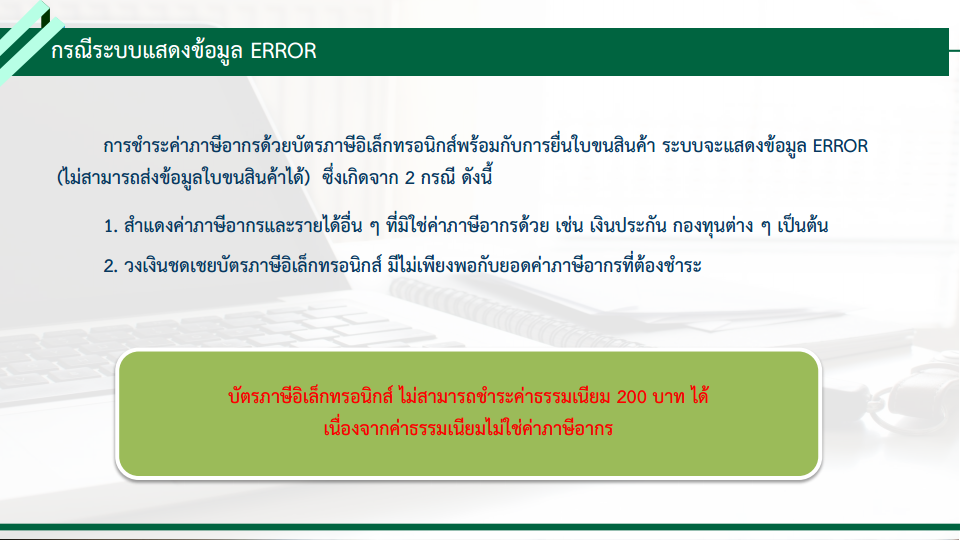 กรณีระบบแสดงข้อมูล ERROR
การชำระค่าภาษีอากรด้วยบัตรภาษีอิเล็กทรอนิกส์พร้อมกับการยื่นใบขนสินค้า ระบบจะแสดงข้อมูล ERROR
(ไม่สามารถส่งข้อมูลใบขนสินค้าได้) ซึ่งเกิดจาก 2 กรณี ดังนี้
1. สำแดงค่าภาษีอากรและรายได้อื่น ๆ ที่มิใช่ค่าภาษีอากรด้วย เช่น เงินประกัน กองทุนต่าง ๆ เป็นต้น
2. วงเงินชดเชยบัตรภาษีอิเล็กทรอนิกส์ มีไม่เพียงพอกับยอดค่าภาษีอากรที่ต้องชำระ
บัตรภาษีอิเล็กทรอนิกส์ ไม่สามารถชำระค่าธรรมเนียม 200 บาท ได้
เนื่องจากค่าธรรมเนียมไม่ใช่ค่าภาษีอากร